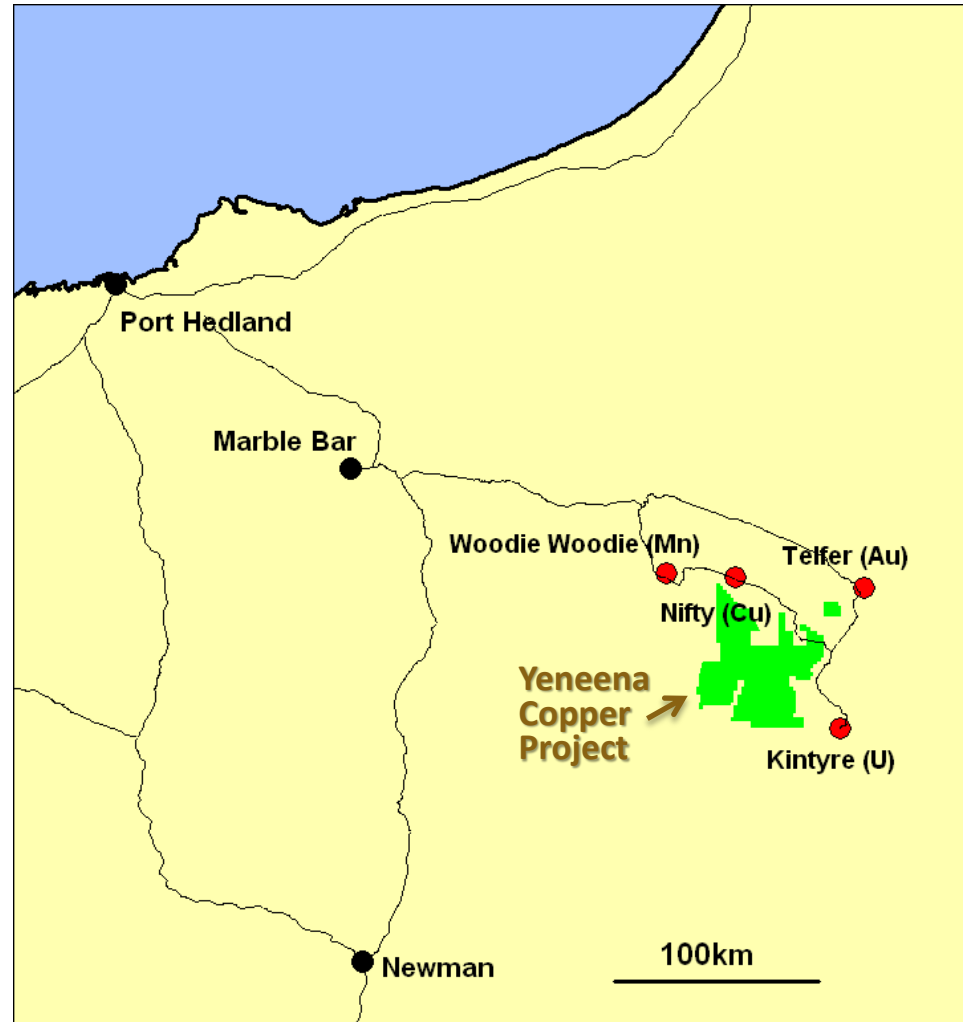 Port Hedland
Marble Bar
Woodie Woodie (Mn)
Telfer (Au)
Nifty (Cu)
Yeneena
Copper
Project
Kintyre (U)
100km
Newman